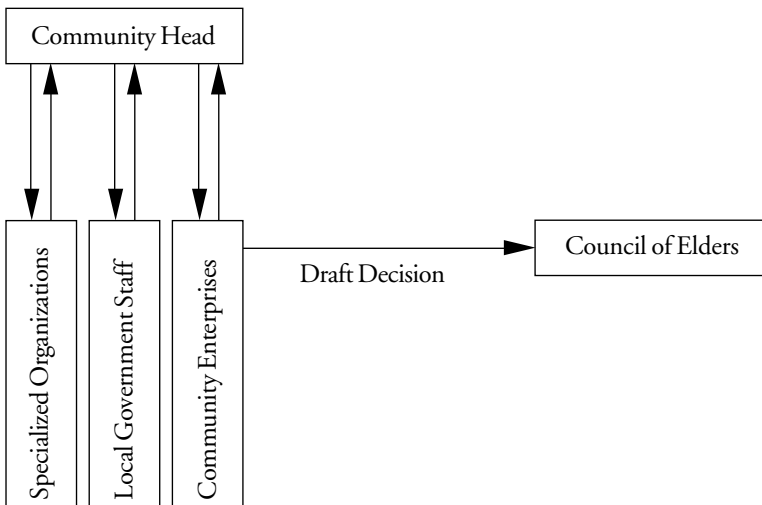 Community Head
Specialized Organizations
Local Government Staff
Community Enterprises
Draft Decision
Council of Elders